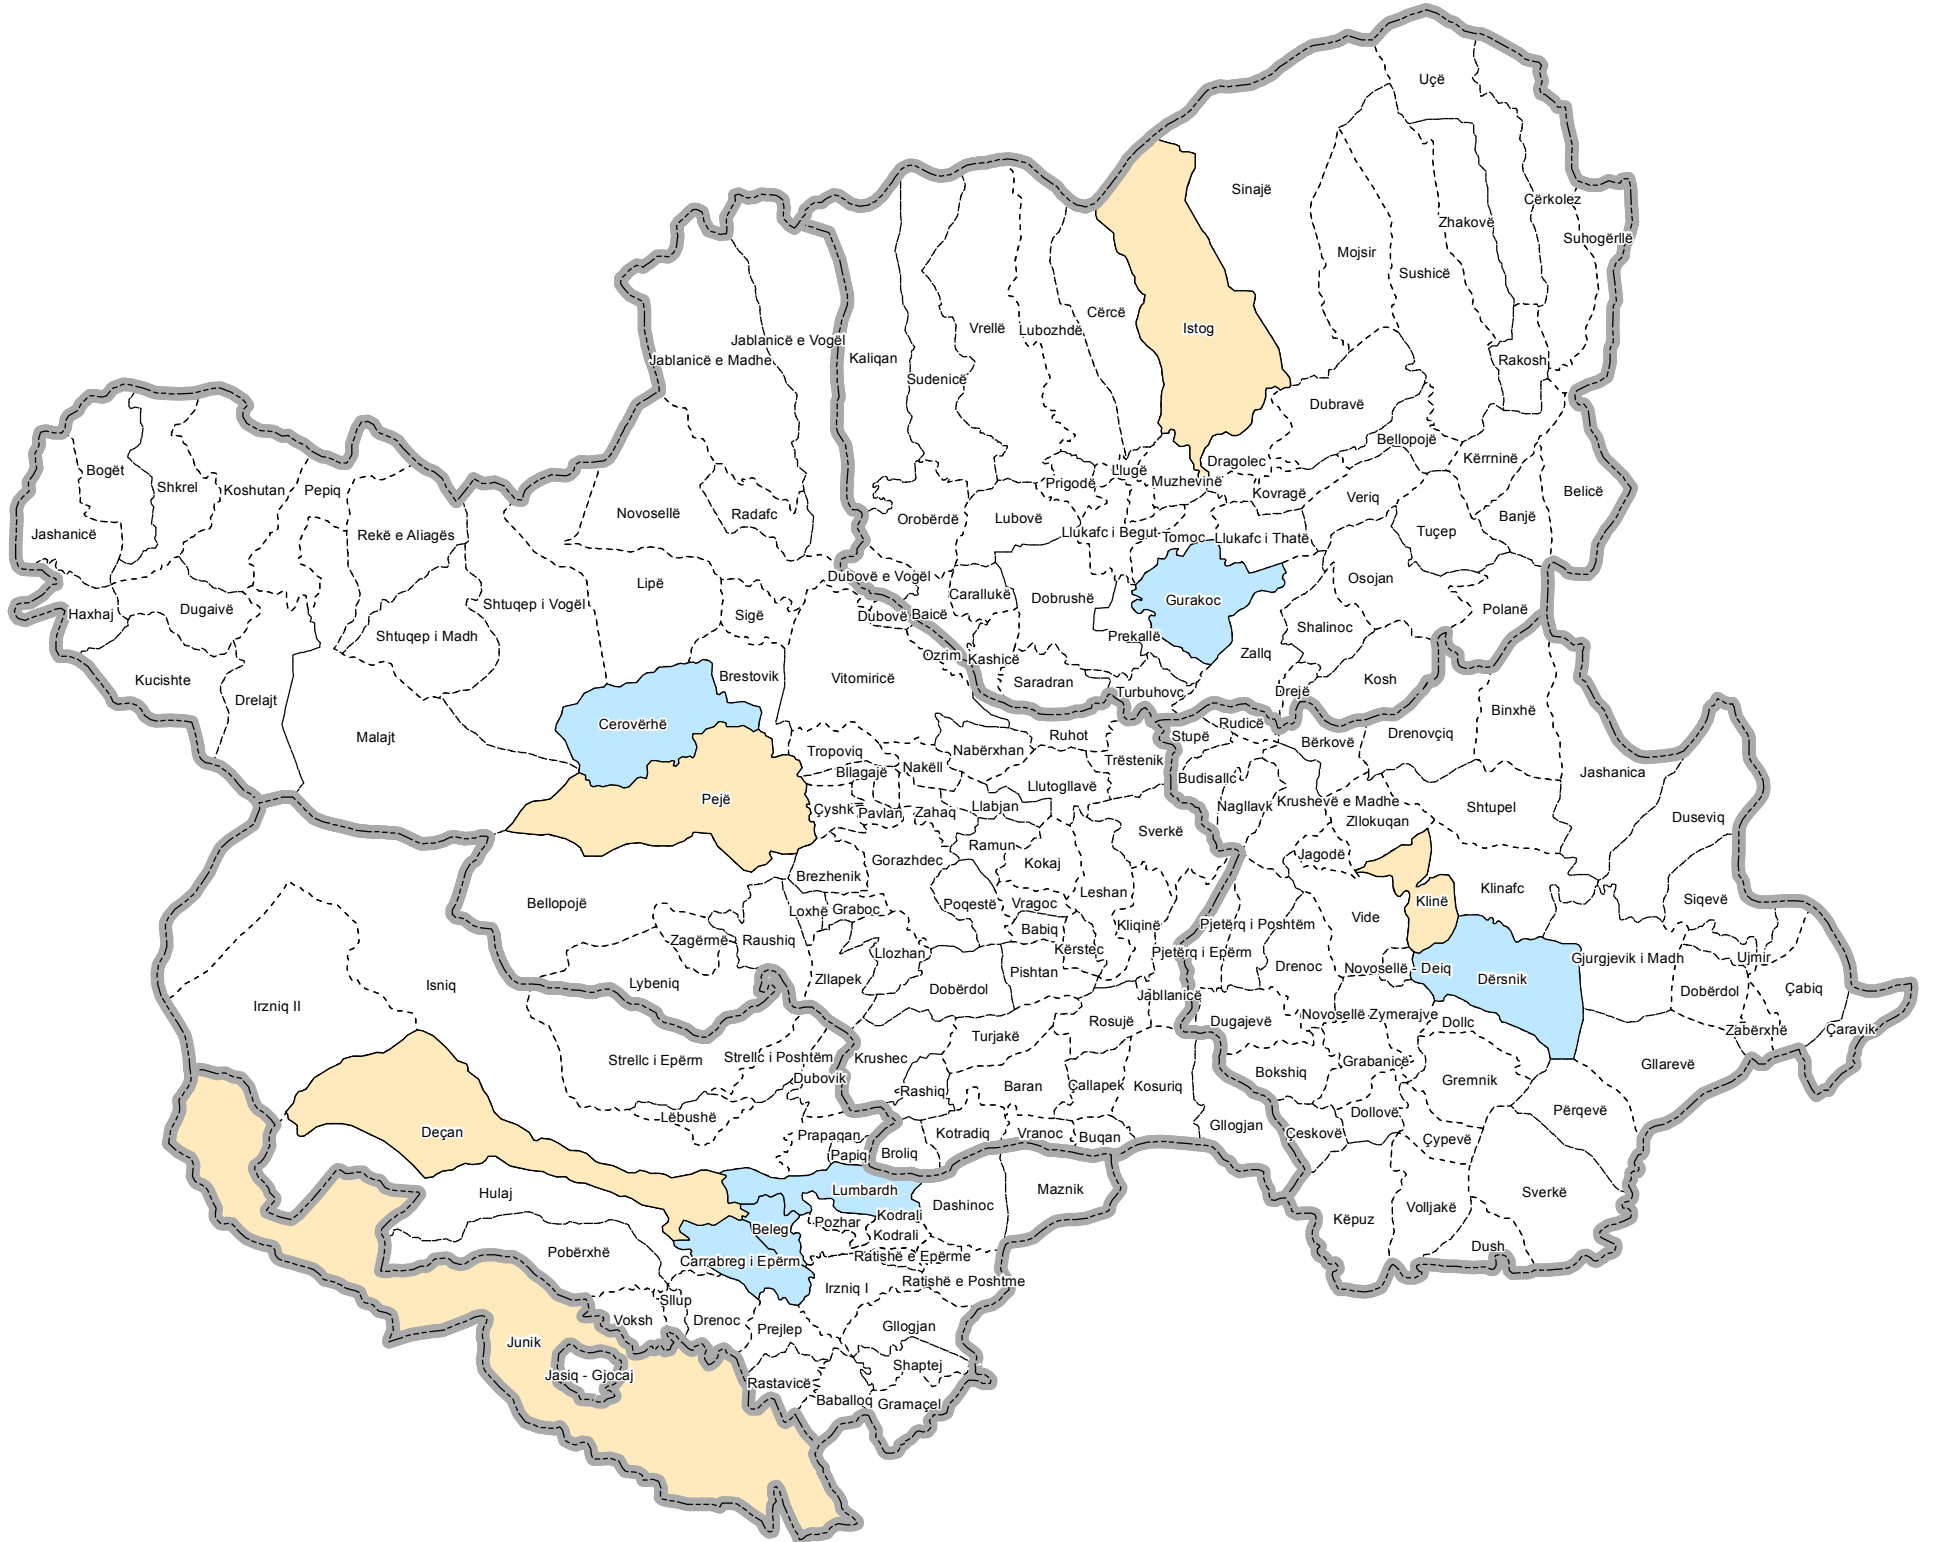 Uçë
Sinajë
Cërkolez
Zhakovë
Suhogërllë
Mojsir
Sushicë
Cërcë
Istog
Vrellë
Lubozhdë
Jablanicë e Vogël
Kaliqan
Jablanicë e Madhe
Rakosh
Sudenicë
Dubravë
Bellopojë
Kërrninë
Dragolec
Llugë
Bogët
Muzhevinë
Prigodë
Shkrel
Koshutan
Pepiq
Kovragë
Veriq
Belicë
Novosellë
Radafc
Orobërdë
Lubovë
Banjë
Jashanicë
Rekë e Aliagës
Llukafc i Begut
Tomoc
Llukafc i Thatë
Tuçep
Lipë
Dubovë e Vogël
Osojan
Carallukë
Dobrushë
Gurakoc
Shtuqep i Vogël
Dugaivë
Haxhaj
Sigë
Dubovë
Baicë
Polanë
Shtuqep i Madh
Prekallë
Shalinoc
Ozrim
Kashicë
Zallq
Kucishte
Brestovik
Vitomiricë
Saradran
Kosh
Turbuhovc
Drejë
Drelajt
Binxhë
Cerovërhë
Rudicë
Malajt
Ruhot
Stupë
Bërkovë
Drenovçiq
Tropoviq
Nabërxhan
Trëstenik
Bllagajë
Nakëll
Jashanica
Budisallc
Llutogllavë
Pejë
Krushevë e Madhe
Nagllavk
Shtupel
Çyshk
Pavlan
Zahaq
Llabjan
Duseviq
Zllokuqan
Sverkë
Ramun
Jagodë
Gorazhdec
Kokaj
Brezhenik
Klinafc
Leshan
Siqevë
Bellopojë
Klinë
Poqestë
Vragoc
Loxhë
Graboc
Vide
Kliqinë
Pjetërq i Poshtëm
Babiq
Zagërmë
Raushiq
Kërstec
Pjetërq i Epërm
Llozhan
Gjurgjevik i Madh
Ujmir
Drenoc
Novosellë - Deiq
Pishtan
Zllapek
Dërsnik
Lybeniq
Isniq
Dobërdol
Dobërdol
Çabiq
Jabllanicë
Irzniq II
Novosellë
Zymerajve
Dollc
Dugajevë
Rosujë
Zabërxhë
Çaravik
Turjakë
Strellc i Epërm
Strellc i Poshtëm
Krushec
Grabanicë
Gllarevë
Bokshiq
Dubovik
Gremnik
Rashiq
Baran
Çallapek
Kosuriq
Përqevë
Dollovë
Lëbushë
Gllogjan
Deçan
Prapaqan
Kotradiq
Vranoc
Buqan
Çeskovë
Çypevë
Papiq
Broliq
Hulaj
Lumbardh
Maznik
Sverkë
Dashinoc
Volljakë
Kodrali
Këpuz
Pozhar
Beleg
Kodrali
Dush
Pobërxhë
Carrabreg i Epërm
Ratishë e Epërme
Ratishë e Poshtme
Irzniq I
Sllup
Voksh
Drenoc
Prejlep
Gllogjan
Junik
Shaptej
Jasiq - Gjocaj
Rastavicë
Baballoq
Gramaçel